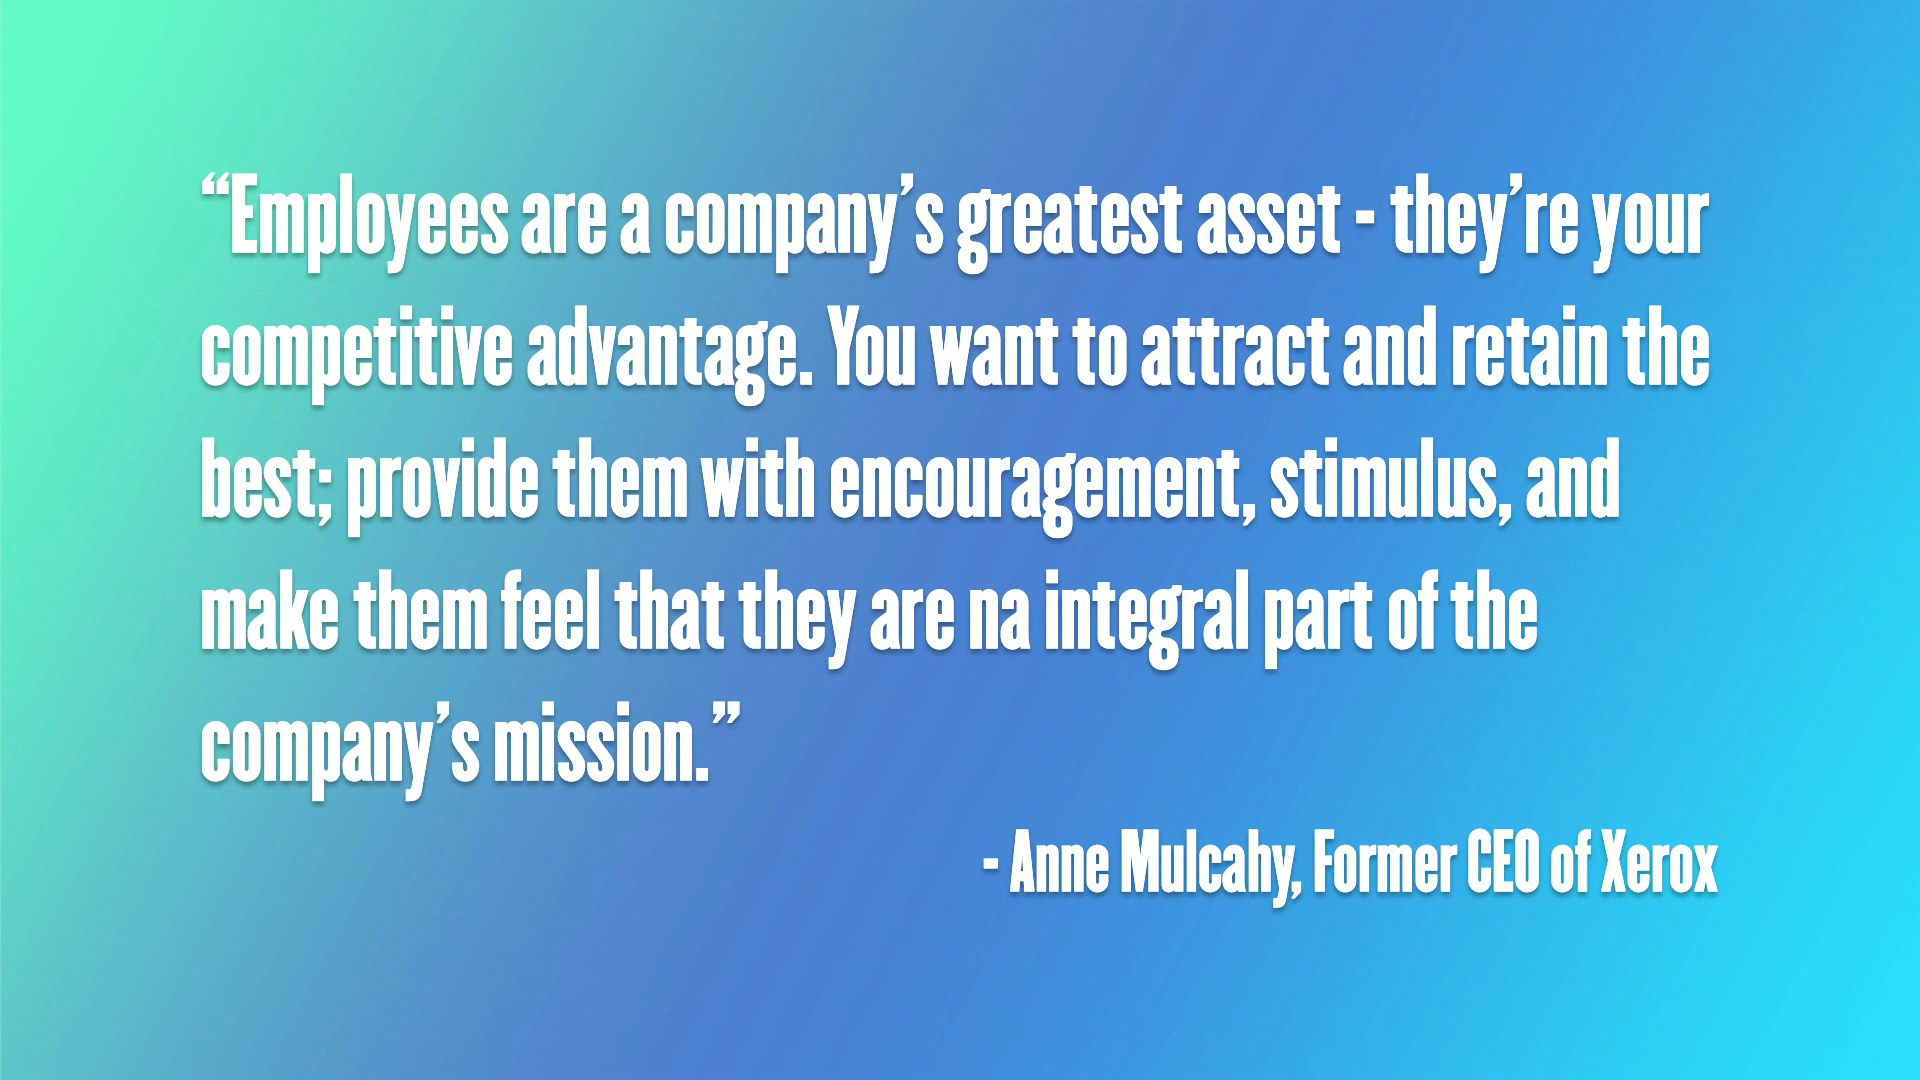 “Employees are a company’s greatest asset - they’re your
competitive advantage. You want to attract and retain the
best; provide them with encouragement, stimulus, and
make them feel that they are na integral part of the
company’s mission.”
- Anne Mulcahy, Former CEO of Xerox